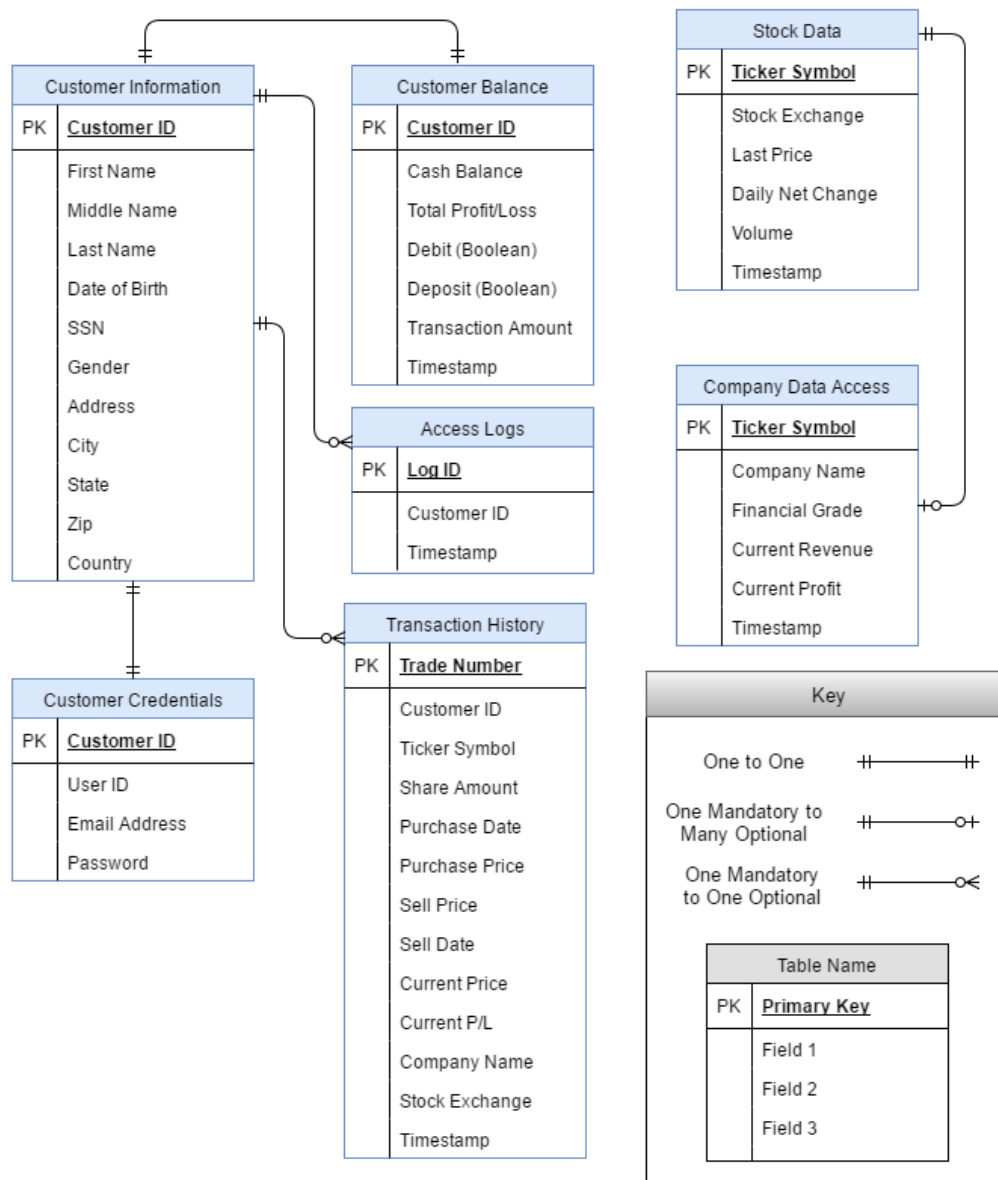 Customer Information
PK Customer ID
First Name
Middle Name
Last Name
Date of Birth
SSN
Gender
Address
City
State
Zip
Country
Customer Balance
PK Customer ID
Cash Balance
Total Profit/Loss
Debit (Boolean)
Deposit (Boolean)
Transaction Amount
Timestamp
Stock Data
PK Ticker Symbol
Stock Exchange
Last Price
Daily Net Change
Volume
Timestamp
Access Logs
PK Log ID
Customer ID
Timestamp
Company Data Access
PK Ticker Symbol
Company Name
Financial Grade
Current Revenue
Current Profit
Timestamp
Customer Credentials
PK Customer ID
User ID
Email Address
Password
Transaction History
PK Trade Number
Customer ID
Ticker Symbol
Share Amount
Purchase Date
Purchase Price
Sell Price
Sell Date
Current Price
Current P/L
Company Name
Stock Exchange
Timestamp
Key
One to One
One Mandatory to
Many Optional
One Mandatory
to One Optional
Table Name
PK Primary Key
Field 1
Field 2
Field 3